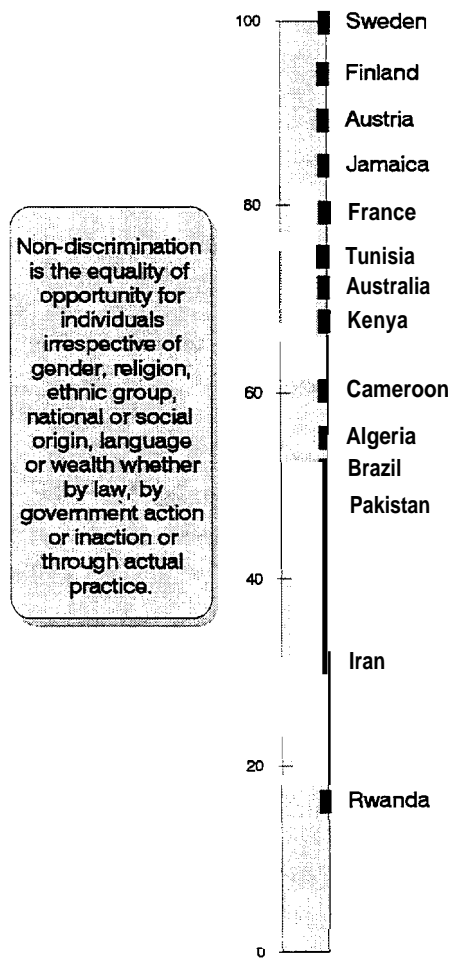 100
Sweden
Finland
Austria
Jamaica
80
France
Tunisia
Australia
Kenya
60
Cameroon
Algeria
Brazil
Pakistan
40
Iran
20
Rwanda
0
Non-discrimination
is the equality of
opportunity for
individuals
irrespective of
gender, religion,
ethnic group,
national or social
origin, language
or wealth whether
by law, by
government action
or inaction or
through actual
practice.